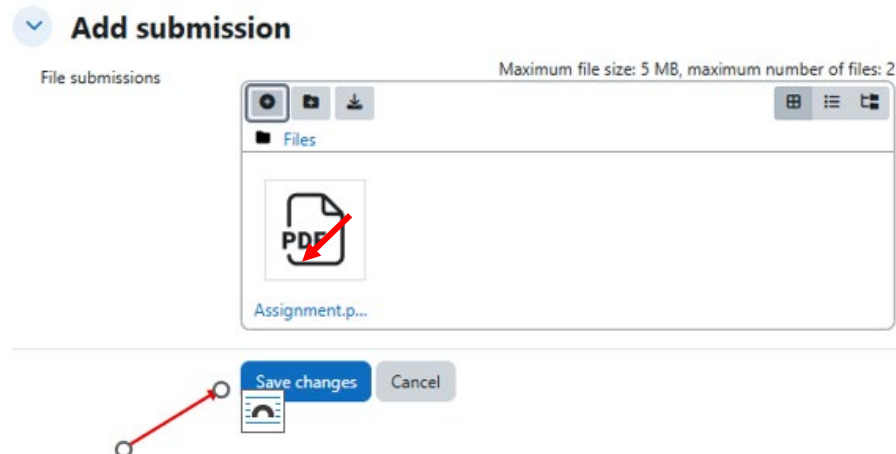 Add submission
File submissions
Maximum file size: 5 MB, maximum number of files: 2
Files
PDF
Assignment.p...
Save changes
Cancel